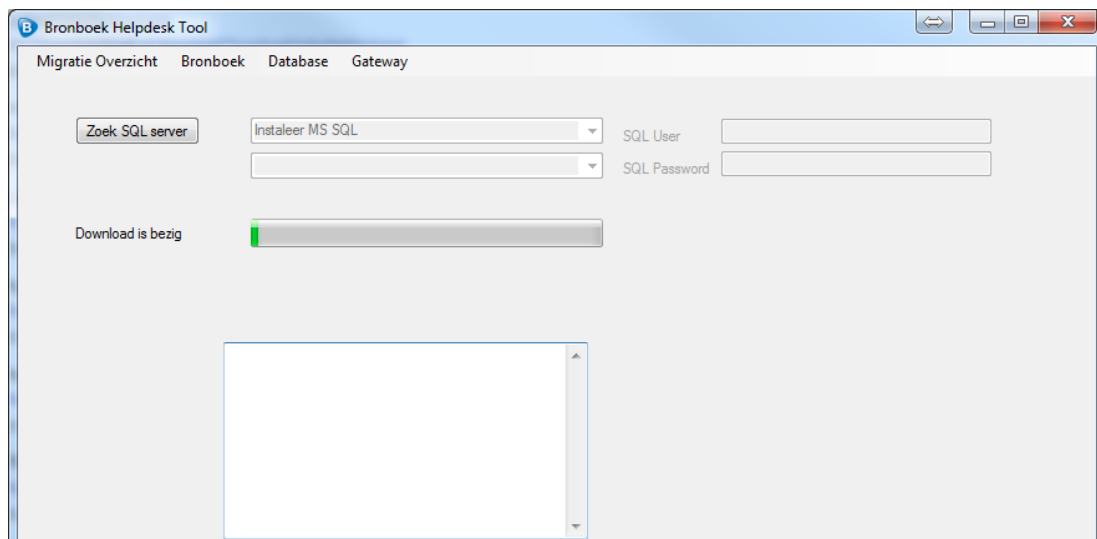 Bronboek Helpdesk Tool
Migratie Overzicht Bronboek Database Gateway
Zoek SQL server Instaleer MS SQL SQL User
SQL Password
Download is bezig